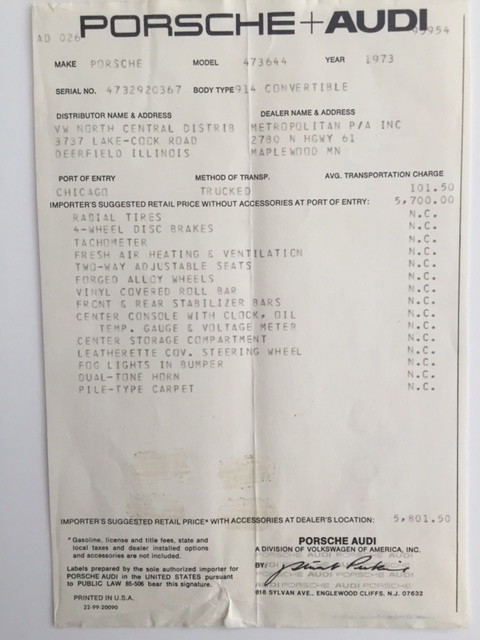 PORSCHE+AUDI
AD 026
MAKE PORSCHE MODEL 473644 YEAR 1973
SERIAL NO. 4732920367 BODY TYPE 914 CONVERTIBLE
DISTRIBUTOR NAME & ADDRESS DEALER NAME & ADDRESS
VW NORTH CENTRAL DISTRIB METROPOLITAN P/A INC
3737 LAKE-COOK ROAD 2780 N HGWY 61
DEERFIELD ILLINOIS MAPLEWOOD MN
PORT OF ENTRY METHOD OF TRANSP. AVG. TRANSPORTATION CHARGE
CHICAGO TRUCKED 101.50
IMPORTER'S SUGGESTED RETAIL PRICE WITHOUT ACCESSORIES AT PORT OF ENTRY: 5,700.00
RADIAL TIRES N.C.
4-WHEEL DISC BRAKES N.C.
TACHOMETER N.C.
FRESH AIR HEATING & VENTILATION N.C.
TWO-WAY ADJUSTABLE SEATS N.C.
FORGED ALLOY WHEELS N.C.
VINYL COVERED ROLL BAR N.C.
FRONT & REAR STABILIZER BARS N.C.
CENTER CONSOLE WITH CLOCK, OIL N.C.
TEMP. GAUGE & VOLTAGE METER N.C.
CENTER STORAGE COMPARTMENT N.C.
LEATHERETTE COV. STEERING WHEEL N.C.
FOG LIGHTS IN BUMPER N.C.
DUAL-TONE HORN N.C.
PILE-TYPE CARPET N.C.
IMPORTER'S SUGGESTED RETAIL PRICE* WITH ACCESSORIES AT DEALER'S LOCATION: 5,801.50
*Gasoline, license and title fees, state and
local taxes and dealer installed options
and accessories are not included.
Labels prepared by the sole authorized importer for
PORSCHE AUDI in the UNITED STATES pursuant
to PUBLIC LAW 85-506 bear this signature.
PRINTED IN U.S.A.
22-99-20090
PORSCHE AUDI
A DIVISION OF VOLKSWAGEN OF AMERICA, INC.
BY
818 SYLVAN AVE., ENGLEWOOD CLIFFS, N.J. 07632